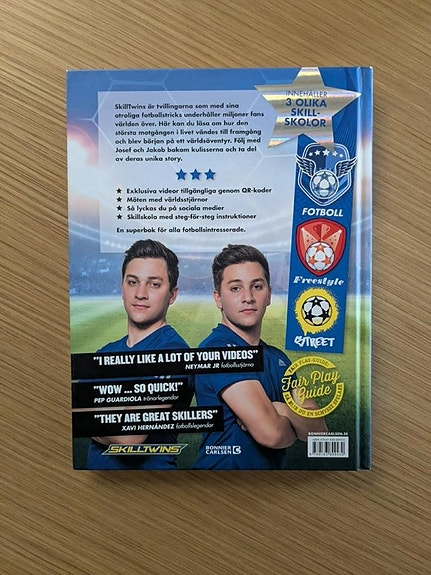 SkillTwins är tvillingarna som med sina
otroliga fotbollstricks underhåller miljoner fans
världen över. Här kan du läsa om hur den
största motgången i livet vändes till framgång
och blev början på ett världsäventyr. Följ med
Josef och Jakob bakom kulisserna och ta del
av deras unika story.
Exklusiva videor tillgängliga genom QR-koder
Möten med världsstjärnor
Så lyckas du på sociala medier
Skillskola med steg-för-steg instruktioner
En superbok för alla fotbollsintresserade.
INNEHÅLLER
3 OLIKA
SKILL-
SKOLOR
FOTBOLL
Freestyle
STREET
"I REALLY LIKE A LOT OF YOUR VIDEOS"
NEYMAR JR fotbollsstjärna
"WOW ... SO QUICK!"
PEP GUARDIOLA tränarlegendar
"THEY ARE GREAT SKILLERS"
XAVI HERNÁNDEZ fotbollslegendar
FAIR PLAY-GUIDE:
Fair Play
Guide
SKILLTWINS
BONNIER
CARLSEN
BONNIERCARLSEN.SE